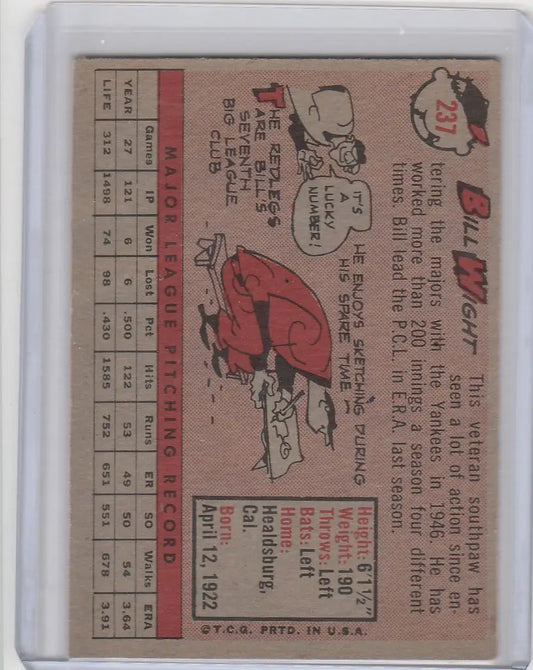 237
BILL WIGHT
This veteran southpaw has
seen a lot of action since en-
tering the majors with the Yankees in 1946. He has
worked more than 200 innings a season four different
times. Bill lead the P.C.L. in E.R.A. last season.
THE REDLEGS
ARE BILL'S
SEVENTH
BIG LEAGUE
CLUB
IT'S
A
LUCKY
NUMBER!
HE ENJOYS SKETCHING DURING
HIS SPARE TIME
Height: 6'1½"
Weight: 190
Throws: Left
Bats: Left
Home:
Healdsburg,
Cal.
Born:
April 12, 1922
MAJOR LEAGUE PITCHING RECORD
Games IP Won Lost Pct Hits Runs ER SO Walks ERA
YEAR 27 121 6 6 .500 122 53 49 50 54 3.64
LIFE 312 1498 74 98 .430 1585 752 651 551 678 3.91
©T.C.G. PRTD. IN U.S.A.